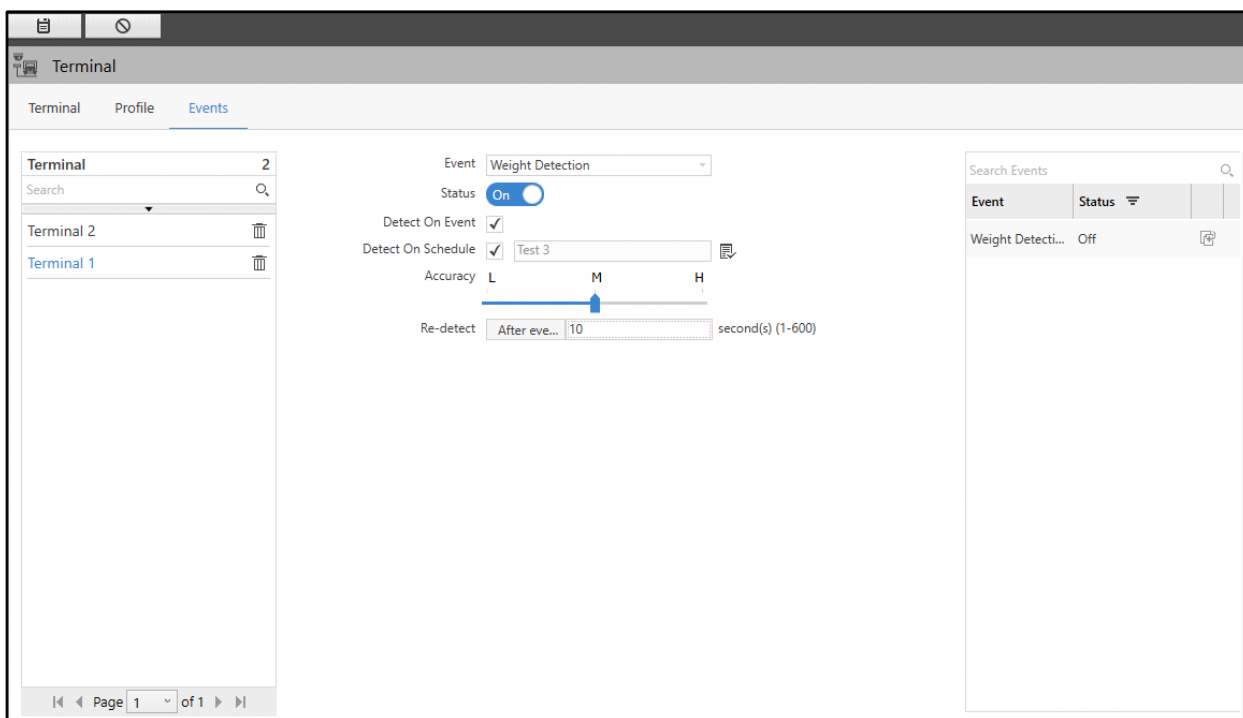 Terminal
Terminal Profile Events
Terminal 2
Search
Terminal 2
Terminal 1
Page 1 of 1
Event Weight Detection
Status On
Detect On Event
Detect On Schedule Test 3
Accuracy L M H
Re-detect After eve... 10 second(s) (1-600)
Search Events
Event Status
Weight Detecti... Off